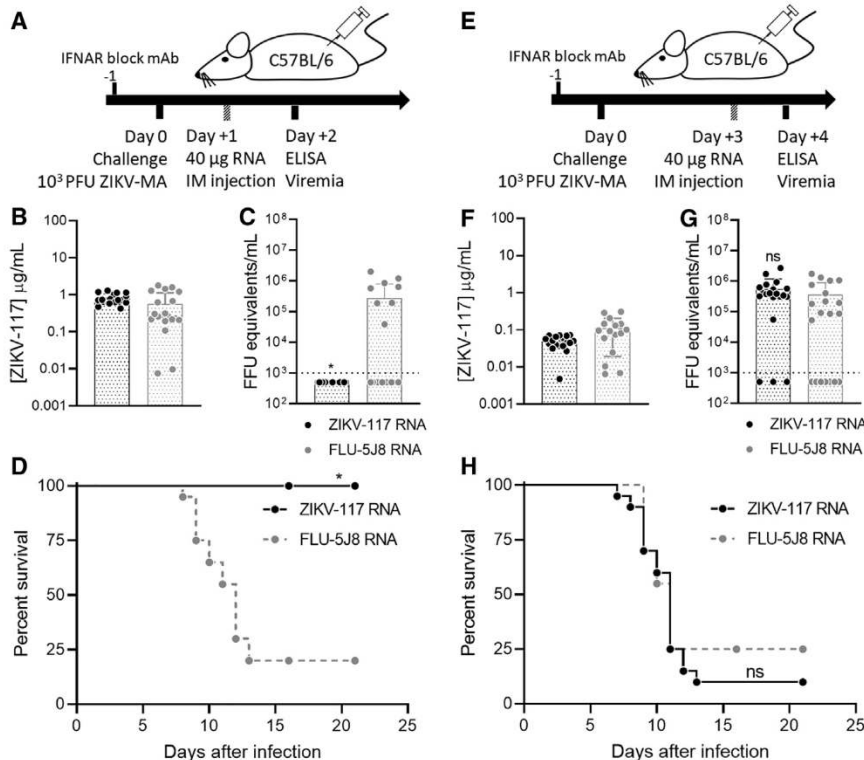 A
IFNAR block mAb
-1
C57BL/6
Day 0
Challenge
10³ PFU ZIKV-MA
Day +1
40 µg RNA
IM injection
Day +2
ELISA
Viremia
E
IFNAR block mAb
-1
C57BL/6
Day 0
Challenge
10³ PFU ZIKV-MA
Day +3
40 µg RNA
IM injection
Day +4
ELISA
Viremia
B
[ZIKV-117] µg/mL
100
10
1
0.1
0.01
0.001
C
FFU equivalents/mL
10⁸
10⁷
10⁶
10⁵
10⁴
10³
10²
*
ZIKV-117 RNA
FLU-5J8 RNA
F
[ZIKV-117] µg/mL
100
10
1
0.1
0.01
0.001
G
FFU equivalents/mL
10⁸
10⁷
10⁶
10⁵
10⁴
10³
10²
ns
ZIKV-117 RNA
FLU-5J8 RNA
D
Percent survival
100
75
50
25
0
*
ZIKV-117 RNA
FLU-5J8 RNA
0 5 10 15 20 25
Days after infection
H
Percent survival
100
75
50
25
0
ZIKV-117 RNA
FLU-5J8 RNA
ns
0 5 10 15 20 25
Days after infection